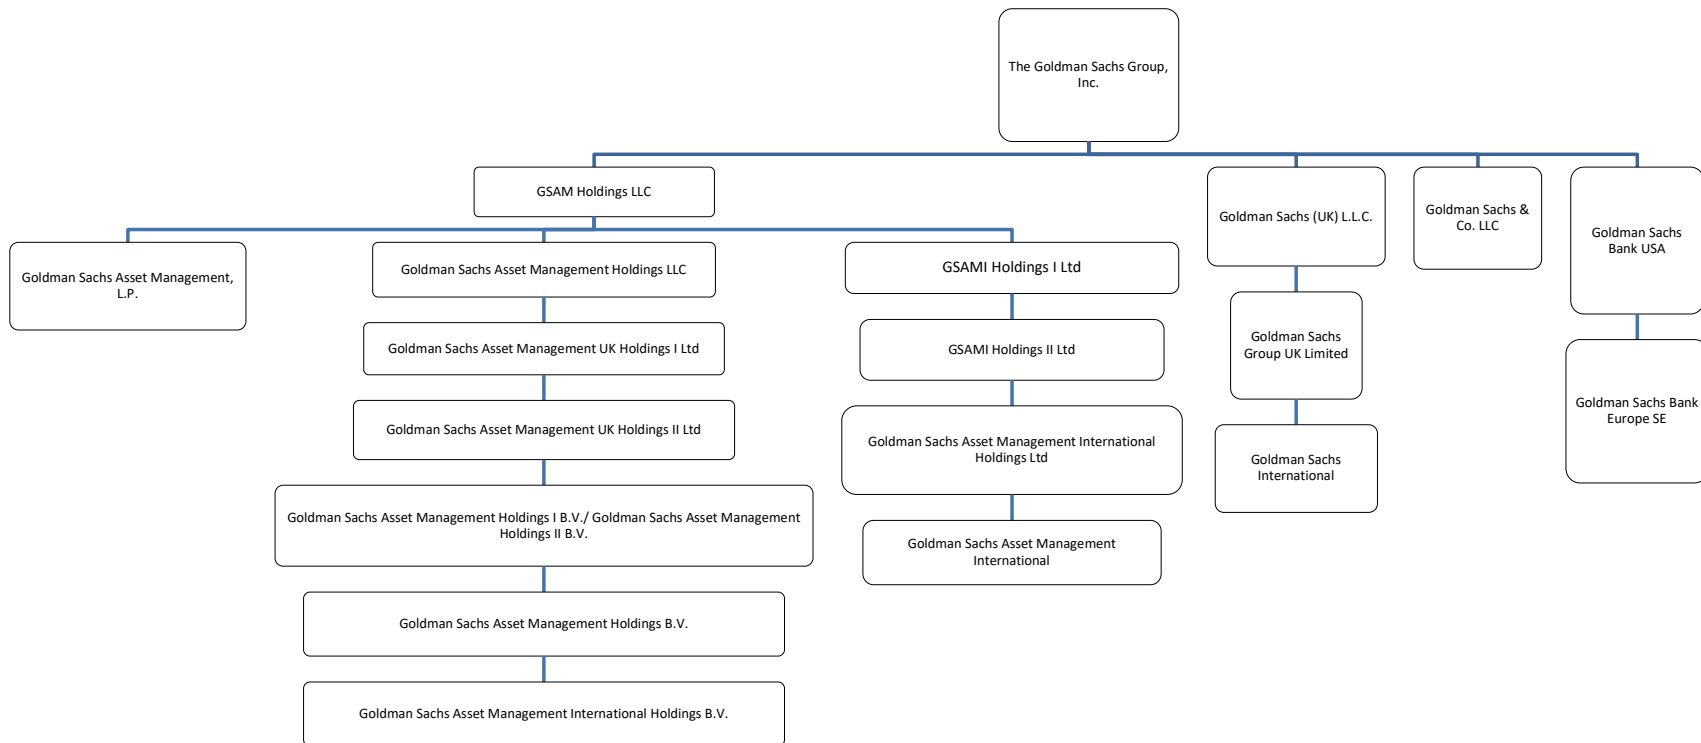 The Goldman Sachs Group,
Inc.
GSAM Holdings LLC
Goldman Sachs (UK) L.L.C.
Goldman Sachs &
Co. LLC
Goldman Sachs
Bank USA
Goldman Sachs Asset Management,
L.P.
Goldman Sachs Asset Management Holdings LLC
GSAMI Holdings I Ltd
Goldman Sachs Asset Management UK Holdings I Ltd
GSAMI Holdings II Ltd
Goldman Sachs
Group UK Limited
Goldman Sachs Bank
Europe SE
Goldman Sachs Asset Management UK Holdings II Ltd
Goldman Sachs Asset Management International
Holdings Ltd
Goldman Sachs
International
Goldman Sachs Asset Management Holdings I B.V./ Goldman Sachs Asset Management
Holdings II B.V.
Goldman Sachs Asset Management
International
Goldman Sachs Asset Management Holdings B.V.
Goldman Sachs Asset Management International Holdings B.V.